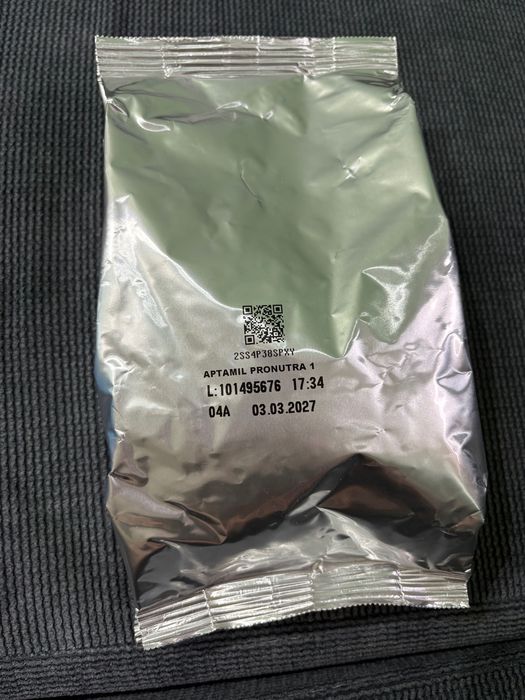 2SS4P38SPXY
APTAMIL PRONUTRA 1
L:101495676 17:34
04A 03.03.2027